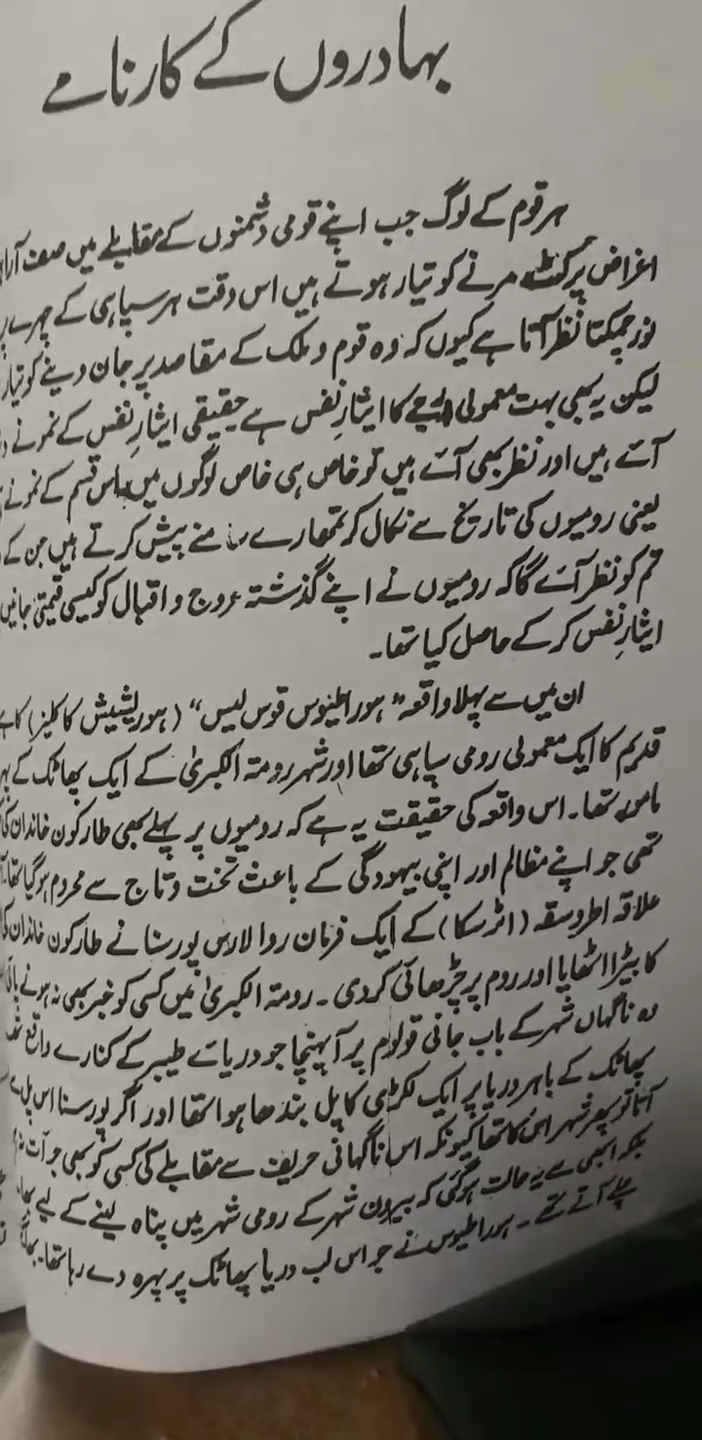 بہادروں کے کارنامے
ہر قوم کے لوگ جب اپنے قومی دشمنوں کے مقابلے میں صف آرا
اغراض پر کٹ مرنے کو تیار ہوتے ہیں اس وقت ہر سپاہی کے چہرے پر
نور چمکتا نظر آتا ہے کیوں کہ وہ قوم و ملک کے مقاصد پر جان دینے کو تیار
لیکن یہ بھی بہت معمولی درجے کا ایثارِ نفس ہے حقیقی ایثارِ نفس کے نمونے
آتے ہیں اور نظر بھی آتے ہیں تو خاص ہی خاص لوگوں میں۔ اس قسم کے نمونے
یعنی رومیوں کی تاریخ سے نکال کر تمھارے سامنے پیش کرتے ہیں جن کے
تم کو نظر آئے گا کہ رومیوں نے اپنے گذشتہ عروج و اقبال کو کیسی قیمتی جانیں
ایثارِ نفس کر کے حاصل کیا تھا۔
ان میں سے پہلا واقعہ "ہوراطیوس قوس لیس" (ہوریشیش کاکلیز) کا ہے
قدیم کا ایک معمولی رومی سپاہی تھا اور شہر رومتہ الکبریٰ کے ایک پھاٹک کے
مامور تھا۔ اس واقعہ کی حقیقت یہ ہے کہ رومیوں پر پہلے بھی طارکون خاندان کی
تھی جو اپنے مظالم اور اپنی بیہودگی کے باعث تخت و تاج سے محروم ہو گیا تھا۔
علاقہ اطروسقہ (اٹرسکا) کے ایک فرمان روا لارس پورسنا نے طارکون خاندان کی
کا بیڑا اٹھایا اور روم پر چڑھائی کر دی۔ رومتہ الکبریٰ میں کسی کو خبر بھی نہ ہونے پائی
وہ ناگہاں شہر کے باب جانی قولوم پر آ پہنچا جو دریائے طیبر کے کنارے واقع تھا
پھاٹک کے باہر دریا پر ایک لکڑی کا پل بندھا ہوا تھا اور اگر پورسنا اس پل سے
آتا تو پھر شہر اس کا تھا کیونکہ اس ناگہانی حریف سے مقابلے کی کسی کو بھی جرات
بلکہ ابھی سے یہ حالت ہو گئی کہ بیرون شہر کے رومی شہر میں پناہ لینے کے لیے
چلے آتے تھے۔ ہوراطیوس نے جو اس لب دریا پھاٹک پر پہرہ دے رہا تھا۔